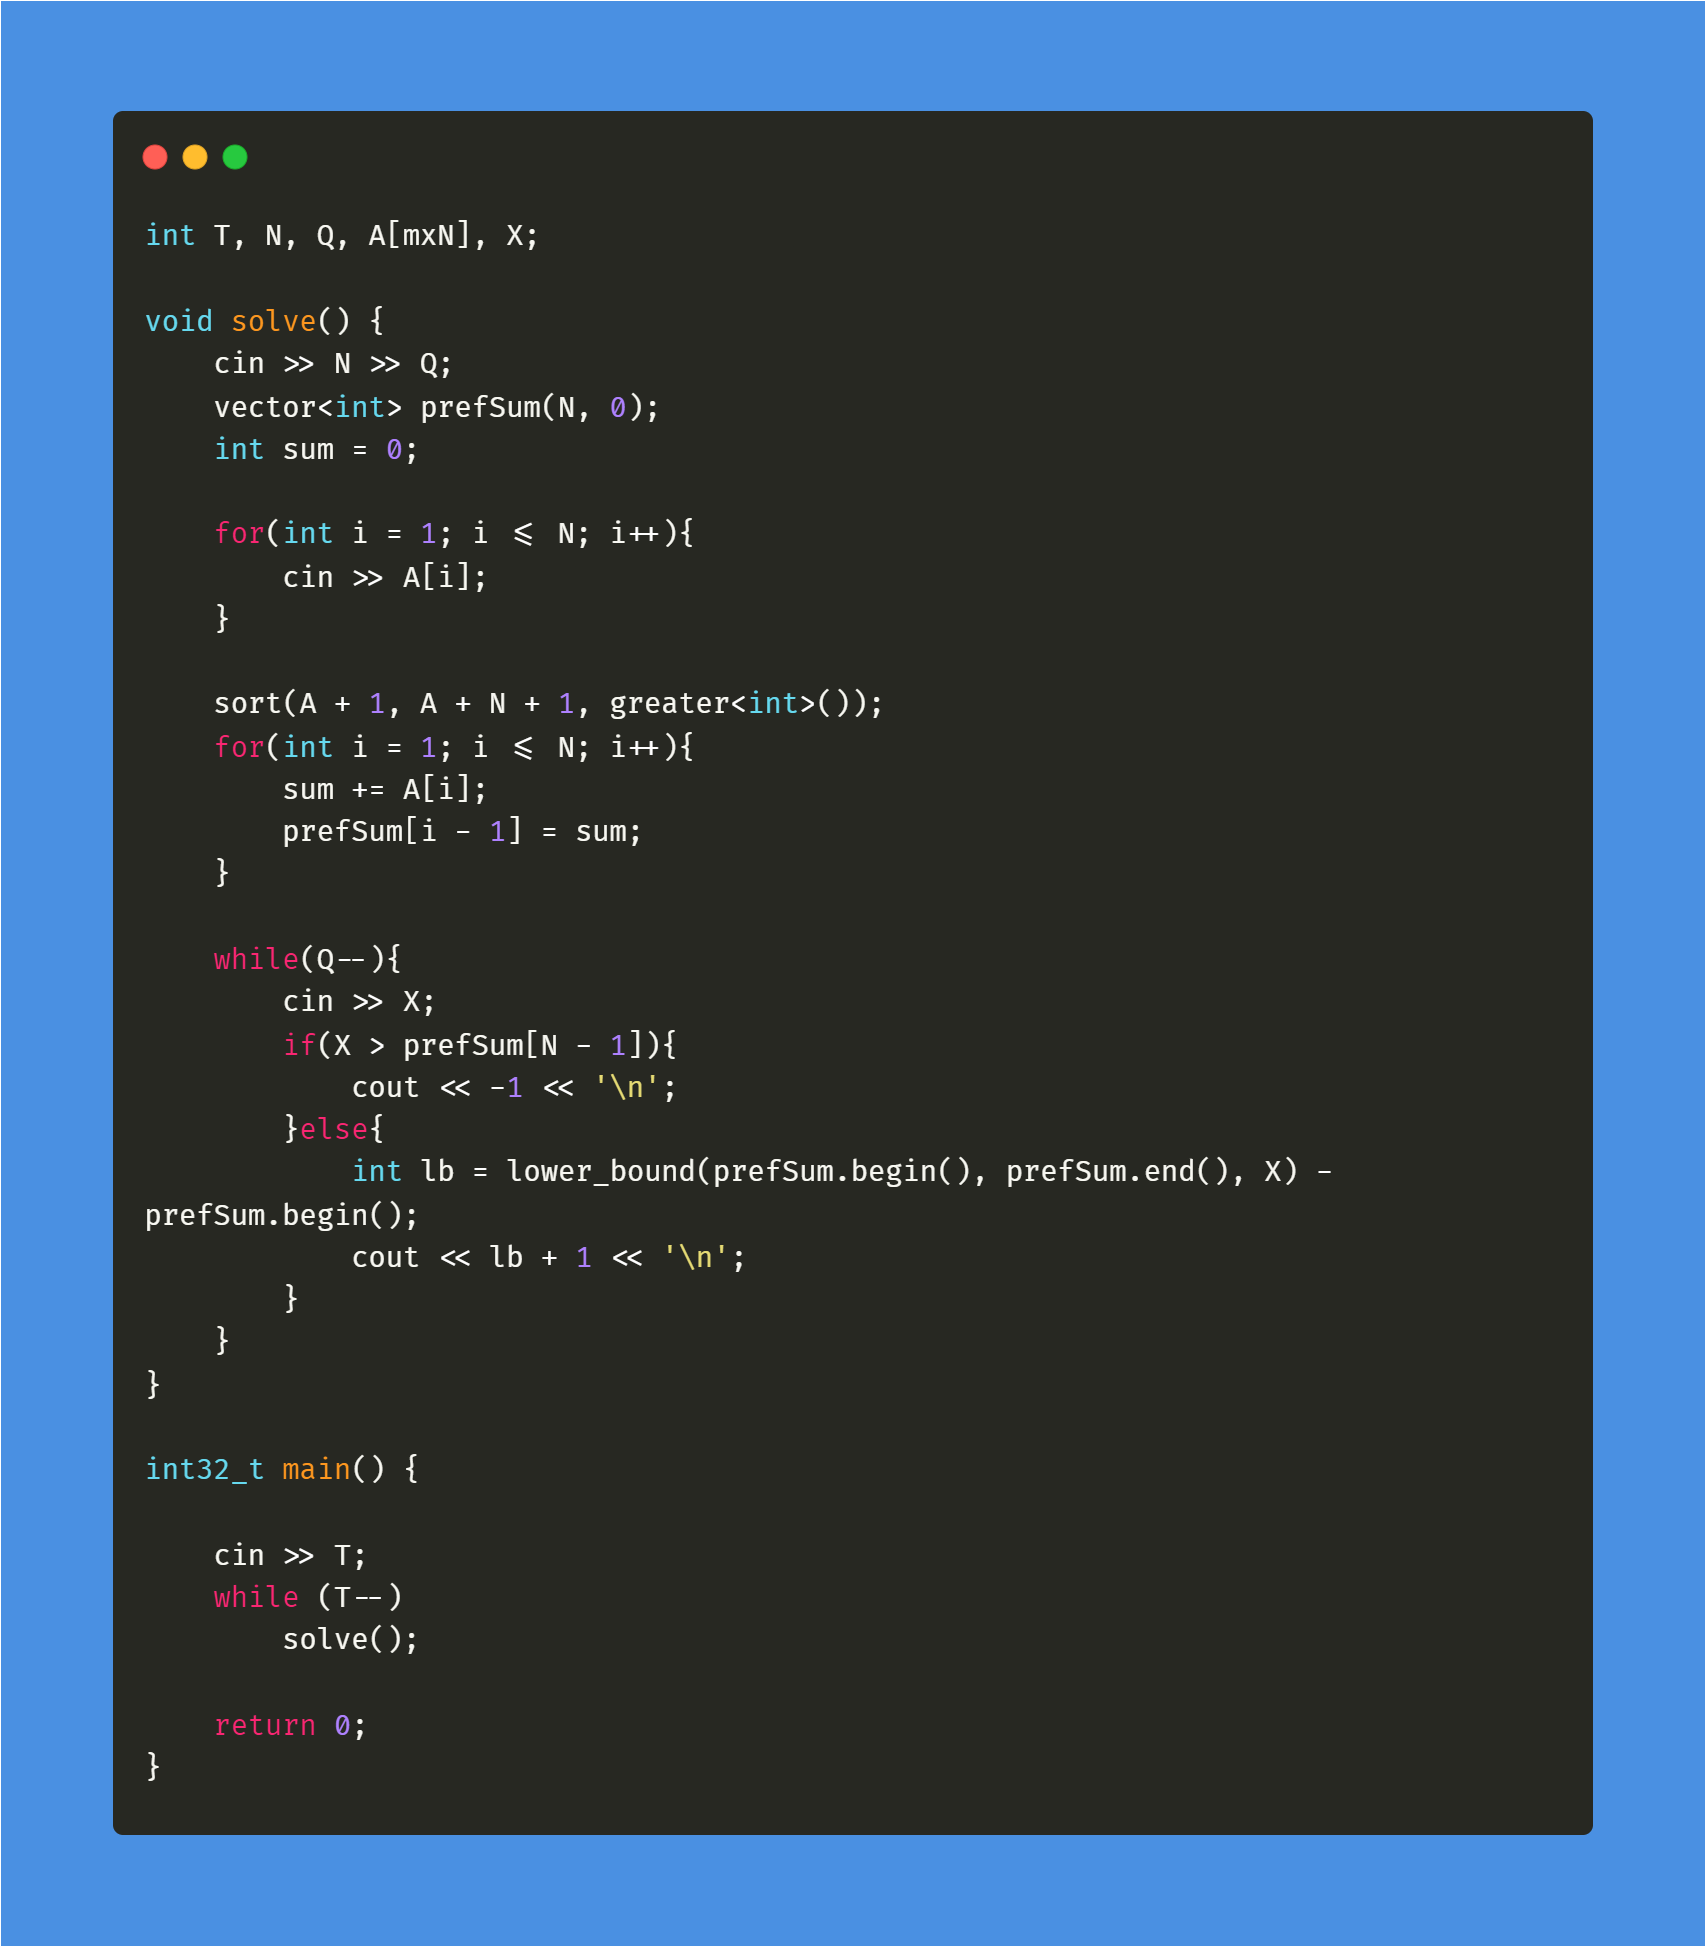 int T, N, Q, A[mxN], X;

void solve() {
    cin >> N >> Q;
    vector<int> prefSum(N, 0);
    int sum = 0;

    for(int i = 1; i <= N; i++){
        cin >> A[i];
    }

    sort(A + 1, A + N + 1, greater<int>());
    for(int i = 1; i <= N; i++){
        sum += A[i];
        prefSum[i - 1] = sum;
    }

    while(Q--){
        cin >> X;
        if(X > prefSum[N - 1]){
            cout << -1 << '\n';
        }else{
            int lb = lower_bound(prefSum.begin(), prefSum.end(), X) -
prefSum.begin();
            cout << lb + 1 << '\n';
        }
    }
}

int32_t main() {

    cin >> T;
    while (T--)
        solve();

    return 0;
}